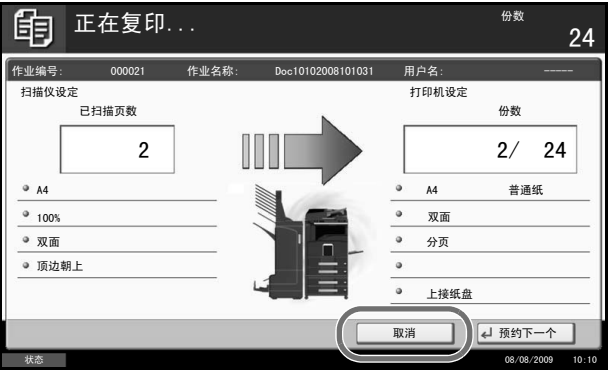 正在复印...
份数
24
作业编号: 000021 作业名称: Doc10102008101031 用户名: -----
扫描仪设定
已扫描页数
2
A4
100%
双面
顶边朝上
打印机设定
份数
2/ 24
A4 普通纸
双面
分页
上接纸盘
取消
预约下一个
状态
08/08/2009 10:10